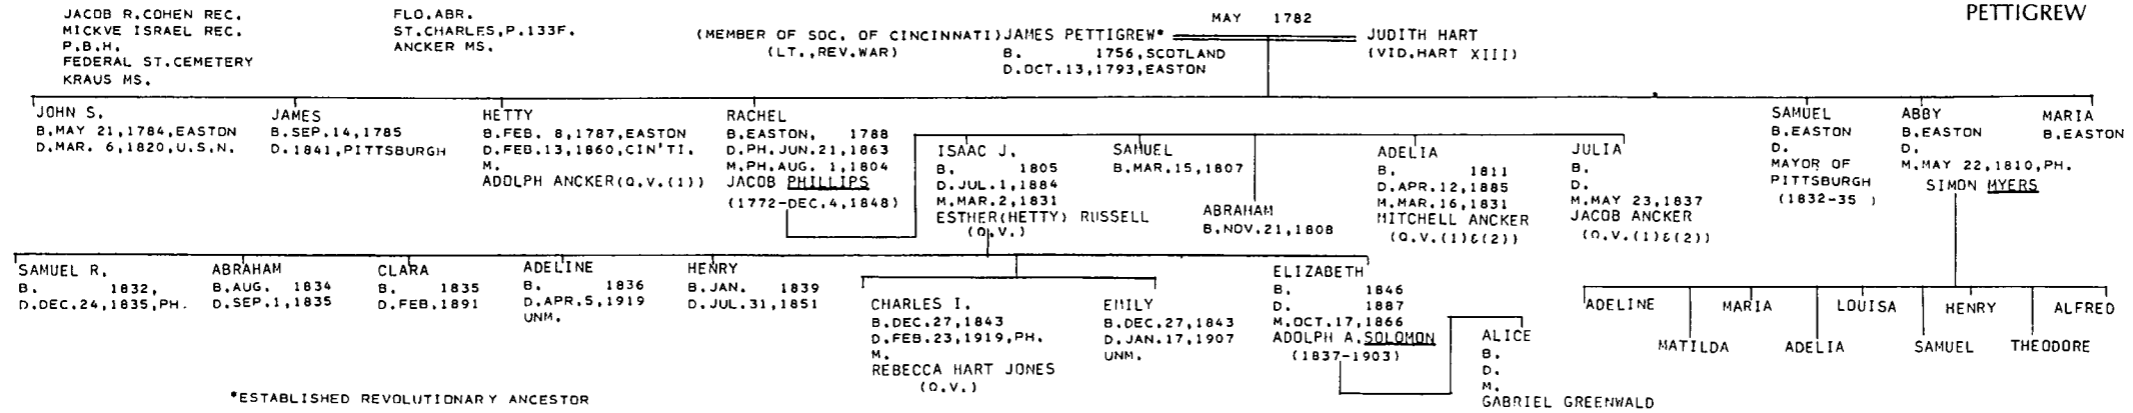 PETTIGREW
JACOB R.COHEN REC.
MICKVE ISRAEL REC.
P.B.H.
FEDERAL ST.CEMETERY
KRAUS MS.
FLO.ABR.
ST.CHARLES,P.133F.
ANCKER MS.
(MEMBER OF SOC. OF CINCINNATI)
(LT.,REV.WAR)
JAMES PETTIGREW*
B. 1756,SCOTLAND
D.OCT.13,1793,EASTON
MAY 1782
JUDITH HART
(VID.HART XIII)
JOHN S.
B.MAY 21,1784,EASTON
D.MAR. 6,1820,U.S.N.
JAMES
B.SEP.14,1785
D.1841,PITTSBURGH
HETTY
B.FEB. 8,1787,EASTON
D.FEB.13,1860,CIN'TI.
M.
ADOLPH ANCKER(Q.V.(1))
RACHEL
B.EASTON, 1788
D.PH.JUN.21,1863
M.PH.AUG. 1,1804
JACOB PHILLIPS
(1772-DEC.4,1848)
ISAAC J.
B. 1805
D.JUL.1,1884
M.MAR.2,1831
ESTHER(HETTY) RUSSELL
(Q.V.)
SAMUEL
B.MAR.15,1807
ABRAHAM
B.NOV.21,1808
ADELIA
B. 1811
D.APR.12,1885
M.MAR.16,1831
MITCHELL ANCKER
(Q.V.(1)&(2))
JULIA
B.
D.
M.MAY 23,1837
JACOB ANCKER
(Q.V.(1)&(2))
SAMUEL
B.EASTON
D.
MAYOR OF
PITTSBURGH
(1832-35 )
ABBY
B.EASTON
D.
M.MAY 22,1810,PH.
SIMON MYERS
MARIA
B.EASTON
SAMUEL R.
B. 1832,
D.DEC.24,1835,PH.
ABRAHAM
B.AUG. 1834
D.SEP.1,1835
CLARA
B. 1835
D.FEB.1891
ADELINE
B. 1836
D.APR.5,1919
UNM.
HENRY
B.JAN. 1839
D.JUL.31,1851
CHARLES I.
B.DEC.27,1843
D.FEB.23,1919,PH.
M.
REBECCA HART JONES
(Q.V.)
EMILY
B.DEC.27,1843
D.JAN.17,1907
UNM.
ELIZABETH
B. 1846
D. 1887
M.OCT.17,1866
ADOLPH A.SOLOMON
(1837-1903)
ALICE
B.
D.
M.
GABRIEL GREENWALD
ADELINE
MATILDA
MARIA
ADELIA
LOUISA
SAMUEL
HENRY
THEODORE
ALFRED
*ESTABLISHED REVOLUTIONARY ANCESTOR